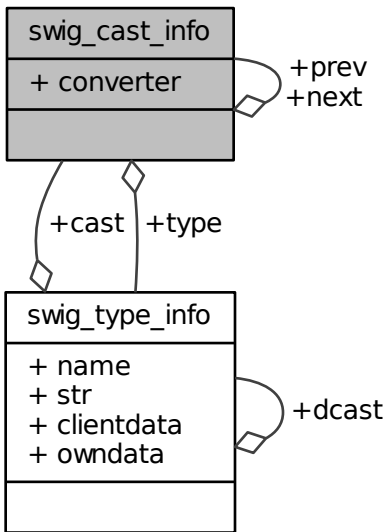 swig_cast_info
+ converter
+prev
+next
+cast
+type
swig_type_info
+ name
+ str
+ clientdata
+ owndata
+dcast